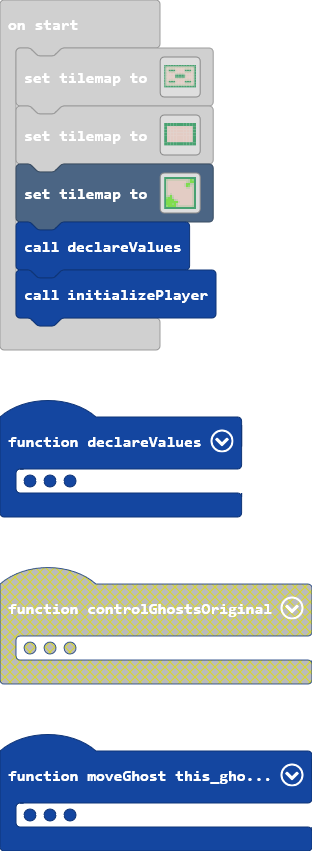 on start
set tilemap to
set tilemap to
set tilemap to
call declareValues
call initializePlayer
function declareValues
function controlGhostsOriginal
function moveGhost this_gho...